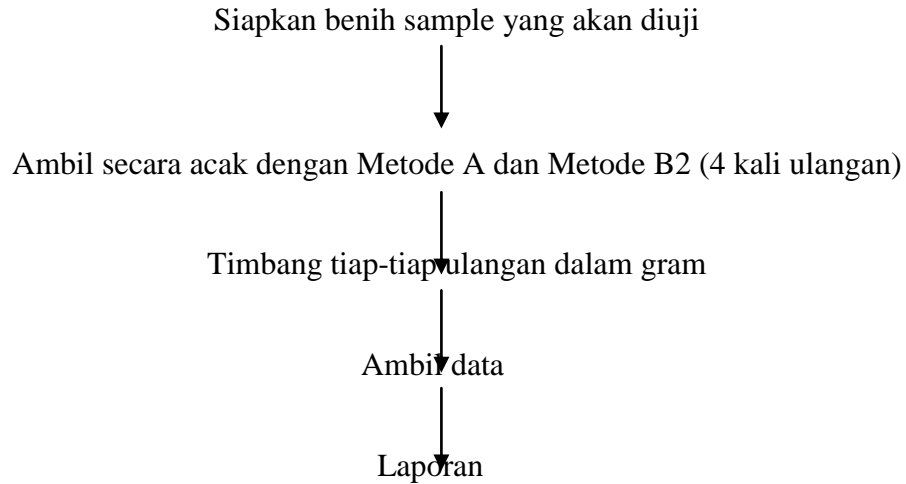 Siapkan benih sample yang akan diuji
Ambil secara acak dengan Metode A dan Metode B2 (4 kali ulangan)
Timbang tiap-tiap ulangan dalam gram
Ambil data
Laporan